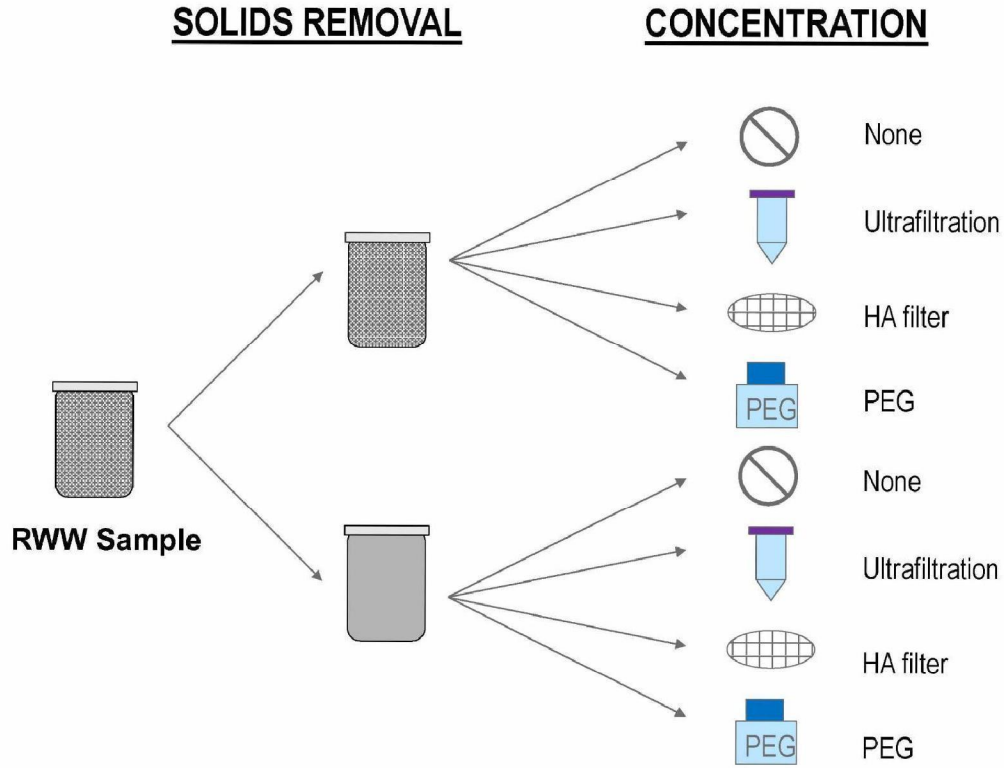 SOLIDS REMOVAL
CONCENTRATION
None
Ultrafiltration
HA filter
PEG PEG
RWW Sample
None
Ultrafiltration
HA filter
PEG PEG